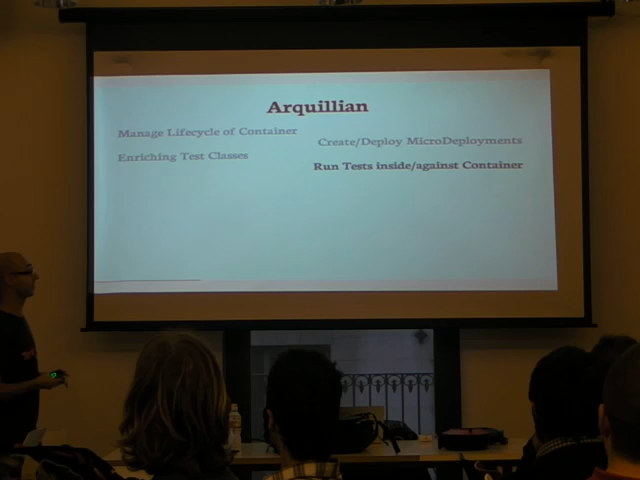 Arquillian
Manage Lifecycle of Container
Create/Deploy MicroDeployments
Enriching Test Classes
Run Tests inside/against Container